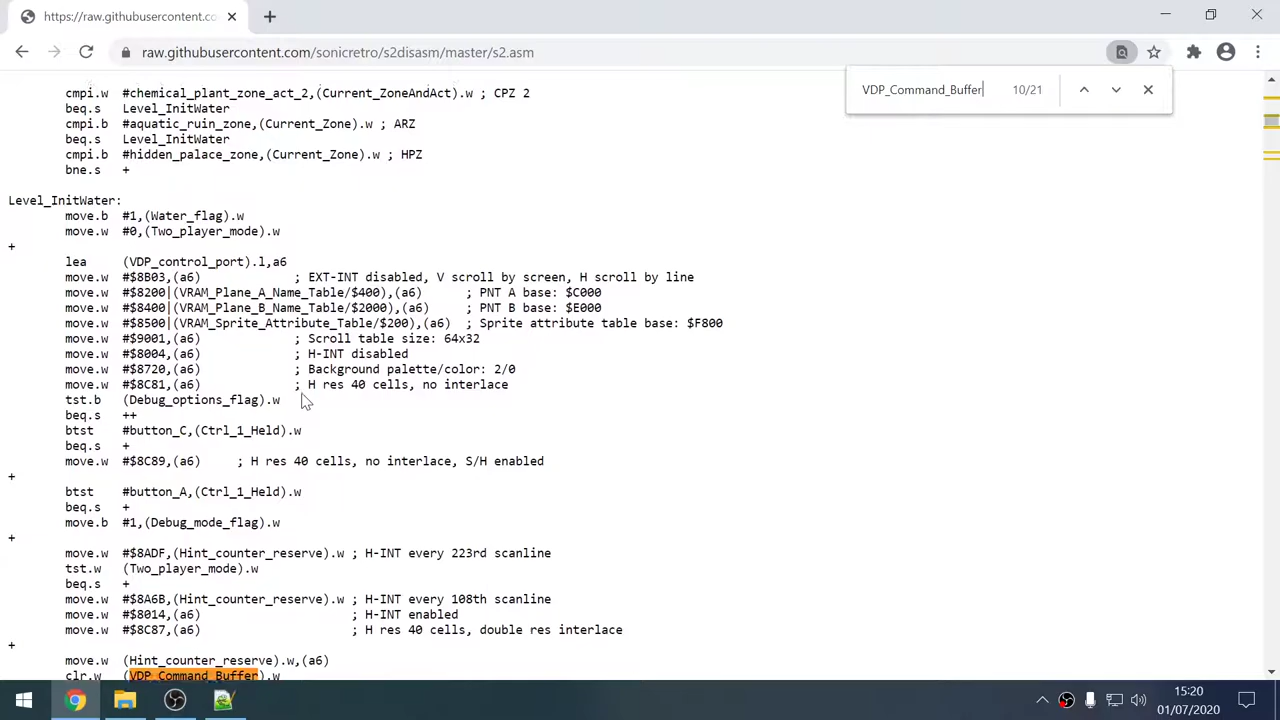 https://raw.githubusercontent.co
raw.githubusercontent.com/sonicretro/s2disasm/master/s2.asm
VDP_Command_Buffer 10/21
cmpi.w #chemical_plant_zone_act_2,(Current_ZoneAndAct).w ; CPZ 2
beq.s Level_InitWater
cmpi.b #aquatic_ruin_zone,(Current_Zone).w ; ARZ
beq.s Level_InitWater
cmpi.b #hidden_palace_zone,(Current_Zone).w ; HPZ
bne.s +
Level_InitWater:
move.b #1,(Water_flag).w
move.w #0,(Two_player_mode).w
+
lea (VDP_control_port).l,a6
move.w #$8B03,(a6) ; EXT-INT disabled, V scroll by screen, H scroll by line
move.w #$8200|(VRAM_Plane_A_Name_Table/$400),(a6) ; PNT A base: $C000
move.w #$8400|(VRAM_Plane_B_Name_Table/$2000),(a6) ; PNT B base: $E000
move.w #$8500|(VRAM_Sprite_Attribute_Table/$200),(a6) ; Sprite attribute table base: $F800
move.w #$9001,(a6) ; Scroll table size: 64x32
move.w #$8004,(a6) ; H-INT disabled
move.w #$8720,(a6) ; Background palette/color: 2/0
move.w #$8C81,(a6) ; H res 40 cells, no interlace
tst.b (Debug_options_flag).w
beq.s ++
btst #button_C,(Ctrl_1_Held).w
beq.s +
move.w #$8C89,(a6) ; H res 40 cells, no interlace, S/H enabled
+
btst #button_A,(Ctrl_1_Held).w
beq.s +
move.b #1,(Debug_mode_flag).w
+
move.w #$8ADF,(Hint_counter_reserve).w ; H-INT every 223rd scanline
tst.w (Two_player_mode).w
beq.s +
move.w #$8A6B,(Hint_counter_reserve).w ; H-INT every 108th scanline
move.w #$8014,(a6) ; H-INT enabled
move.w #$8C87,(a6) ; H res 40 cells, double res interlace
+
move.w (Hint_counter_reserve).w,(a6)
clr.w (VDP_Command_Buffer).w
15:20
01/07/2020